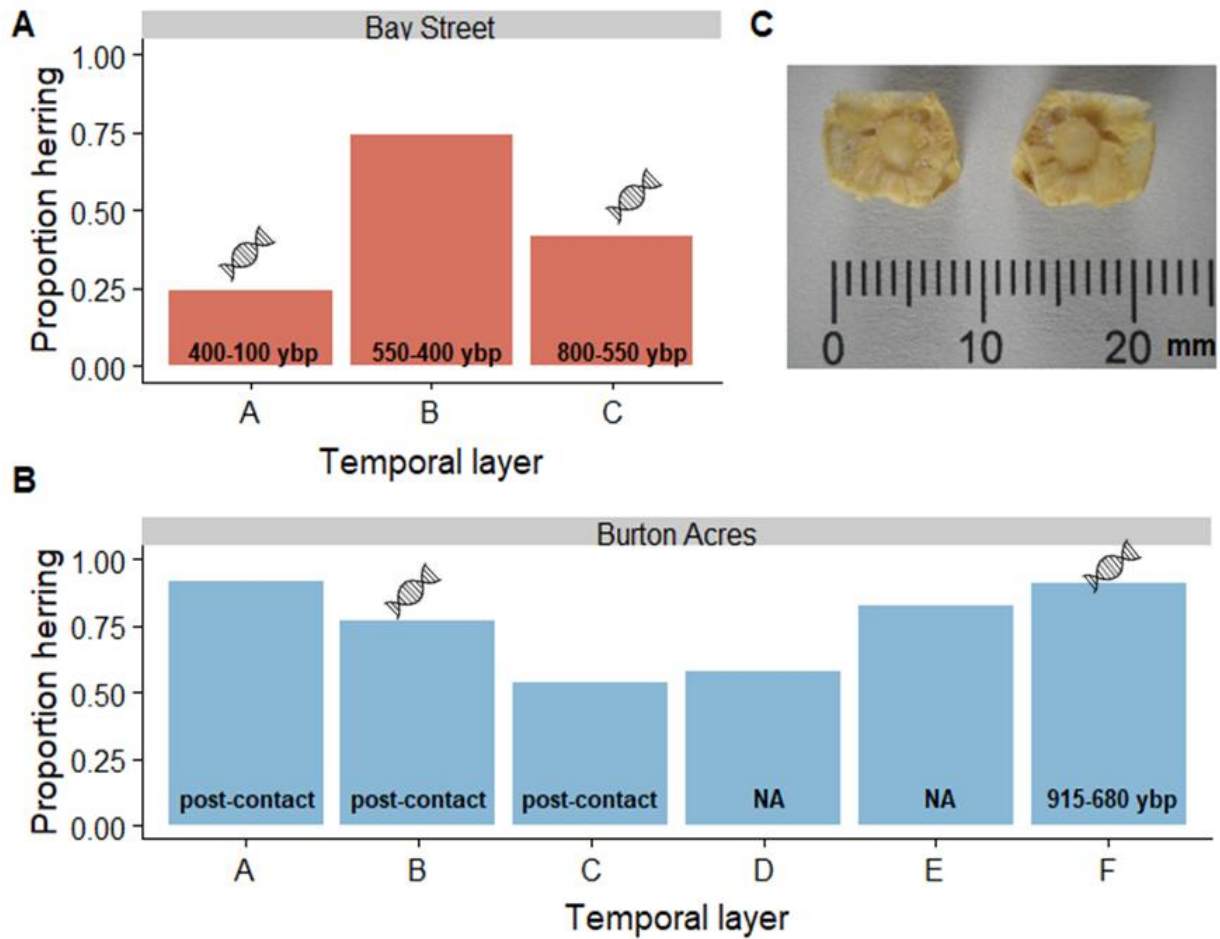 A
Bay Street
Proportion herring
1.00
0.75
0.50
0.25
0.00
400-100 ybp
550-400 ybp
800-550 ybp
A B C
Temporal layer
C
0 10 20 mm
B
Burton Acres
Proportion herring
1.00
0.75
0.50
0.25
0.00
post-contact
post-contact
post-contact
NA
NA
915-680 ybp
A B C D E F
Temporal layer